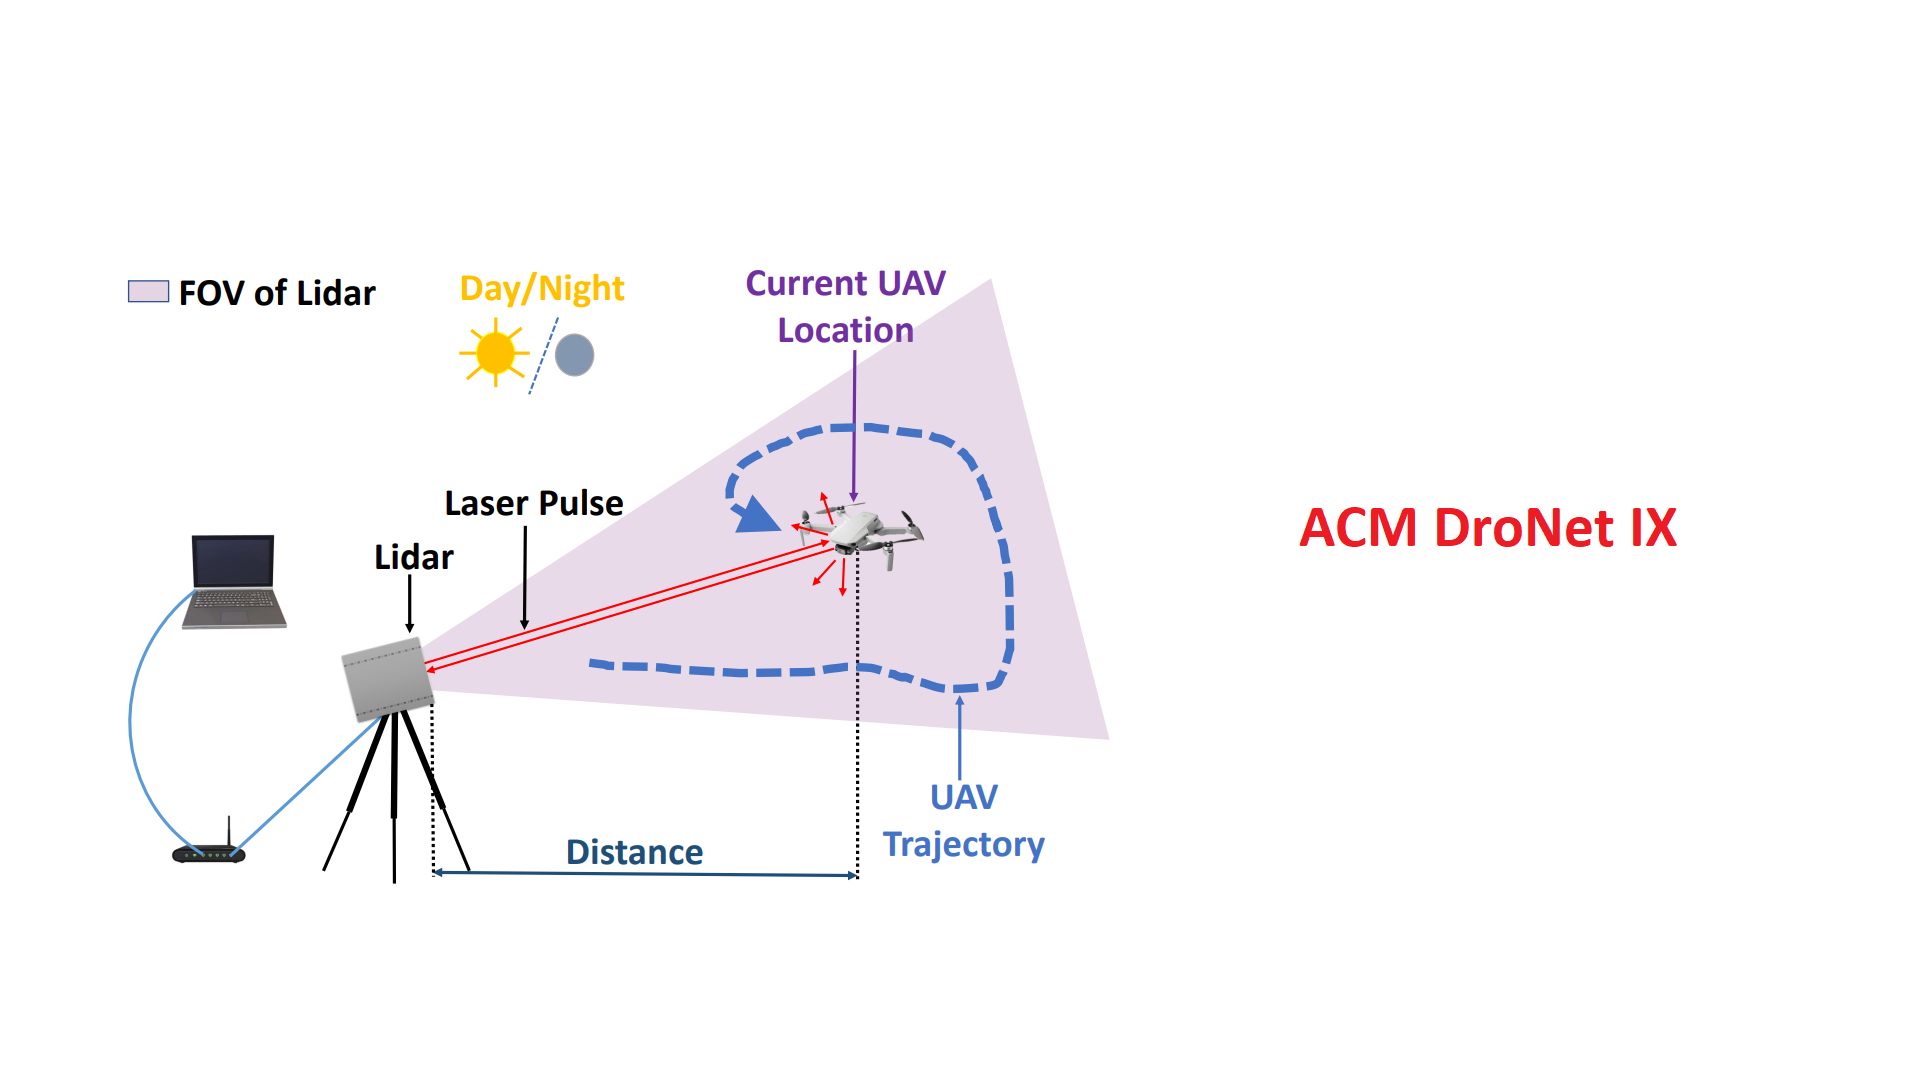 FOV of Lidar
Day/Night
Current UAV
Location
Laser Pulse
Lidar
ACM DroNet IX
UAV
Trajectory
Distance